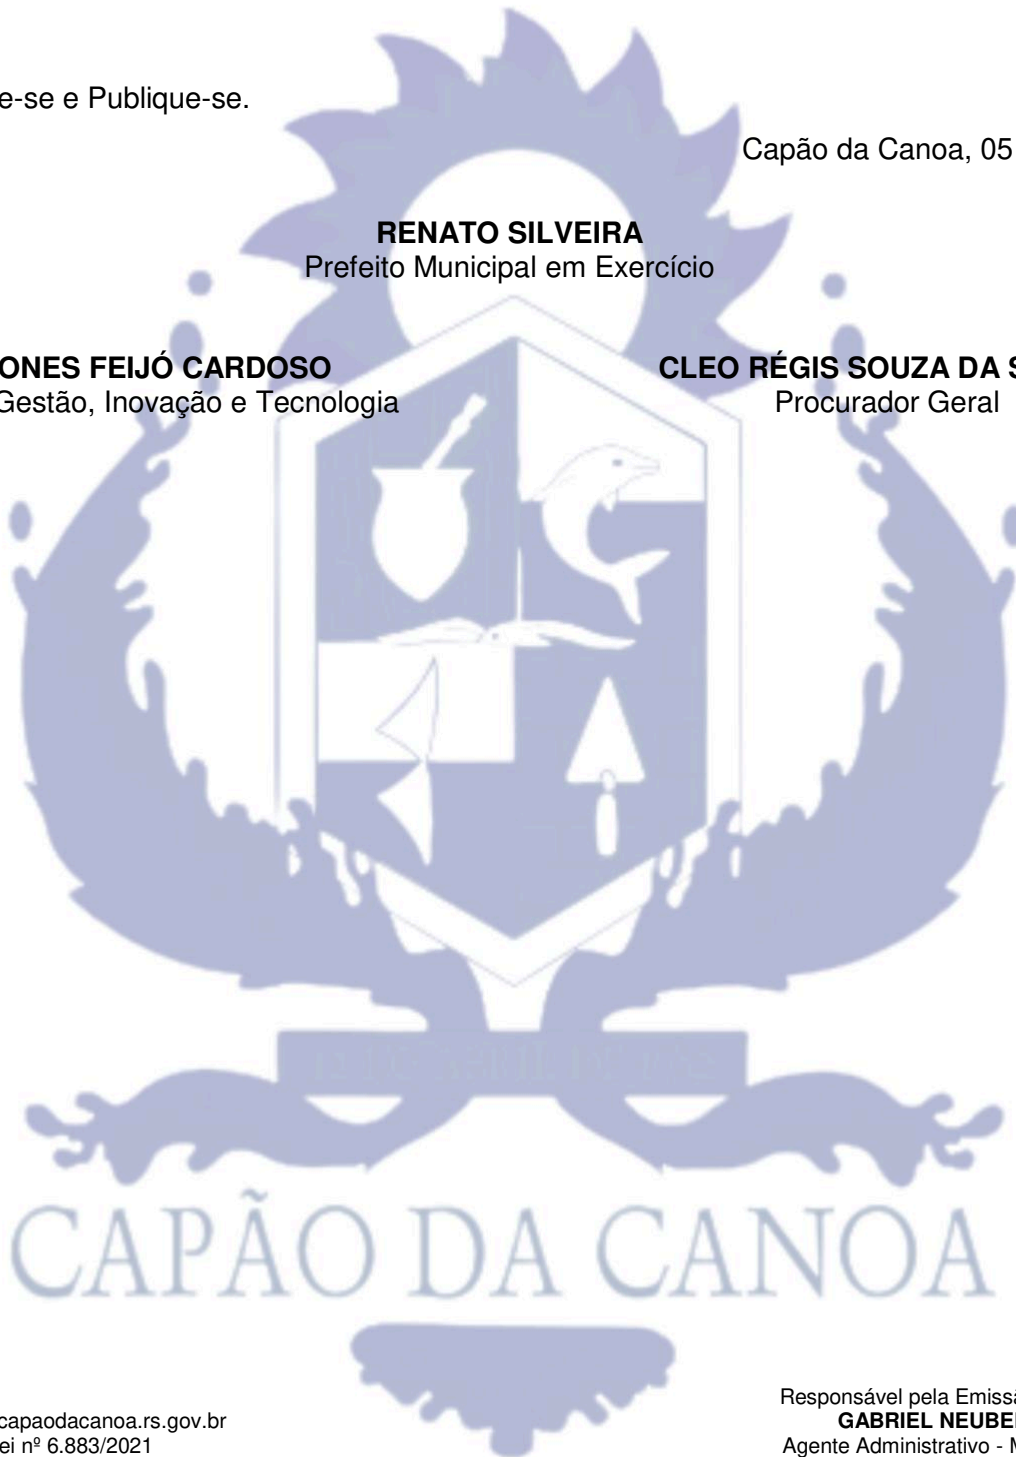 e-se e Publique-se.
Capão da Canoa, 05
RENATO SILVEIRA
Prefeito Municipal em Exercício
ONES FEIJÓ CARDOSO
CLEO RÉGIS SOUZA DA S
Gestão, Inovação e Tecnologia
Procurador Geral
CAPÃO DA CANOA
Responsável pela Emiss
capaodacanoa.rs.gov.br
GABRIEL NEUBE
ei nº 6.883/2021
Agente Administrativo - M